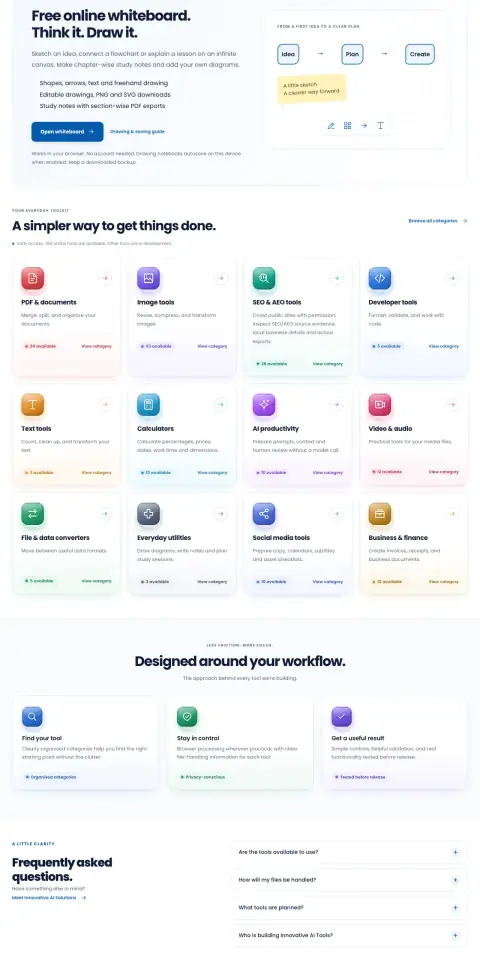 Free online whiteboard.
Think it. Draw it.
Sketch an idea, connect a flowchart or explain a lesson on an infinite
canvas. Make chapter-wise study notes and add your own diagrams.
Shapes, arrows, text and freehand drawing
Editable drawings, PNG and SVG downloads
Study notes with section-wise PDF exports
Open whiteboard →
Drawing & saving guide
Works in your browser. No account needed. Drawing notebooks autosave on this device
when enabled; keep a downloaded backup.
FROM A FIRST IDEA TO A CLEAR PLAN
Idea → Plan → Create
A little sketch.
A clearer way forward.
YOUR EVERYDAY TOOLKIT
A simpler way to get things done.
Browse all categories →
Early access. 
online tools are available. Other tools are in development.
PDF & documents
Merge, split, and organise your
documents.
View category
Image tools
Resize, compress, and transform
images.
View category
SEO & AEO tools
Crawl public sites with permission.
Inspect SEO/AEO source evidence,
local business details and
exports.
View category
Developer tools
Format, validate, and work with
code.
5 available
View category
Text tools
Count, clean up, and transform your
text.
3 available
View category
Calculators
Calculate percentages, prices,
dates, work time and dimensions.
10 available
View category
AI productivity
Prepare prompts, context and
human review without a model call.
10 available
View category
Video & audio
Practical tools for your media files.
12 available
View category
File & data converters
Move between useful data formats.
5 available
View category
Everyday utilities
Draw diagrams, write notes and plan
study sessions.
3 available
View category
Social media tools
Prepare copy, calendars, subtitles
and asset checklists.
10 available
View category
Business & finance
Create invoices, receipts, and
business documents.
View category
LESS FRICTION. MORE FOCUS.
Designed around your workflow.
The approach behind every tool we're building.
Find your tool
Clearly organised categories help you find the right
starting point without the clutter.
Organised categories
Stay in control
Browser processing wherever practical, with clear
file-handling information for each tool.
Privacy-conscious
Get a useful result
Simple controls, helpful validation, and real
functionality tested before release.
Tested before release
A LITTLE CLARITY
Frequently asked
questions.
Have something else in mind?
Meet Innovative AI Solutions →
Are the tools available to use? +
How will my files be handled? +
What tools are planned? +
Who is building Innovative AI Tools? +